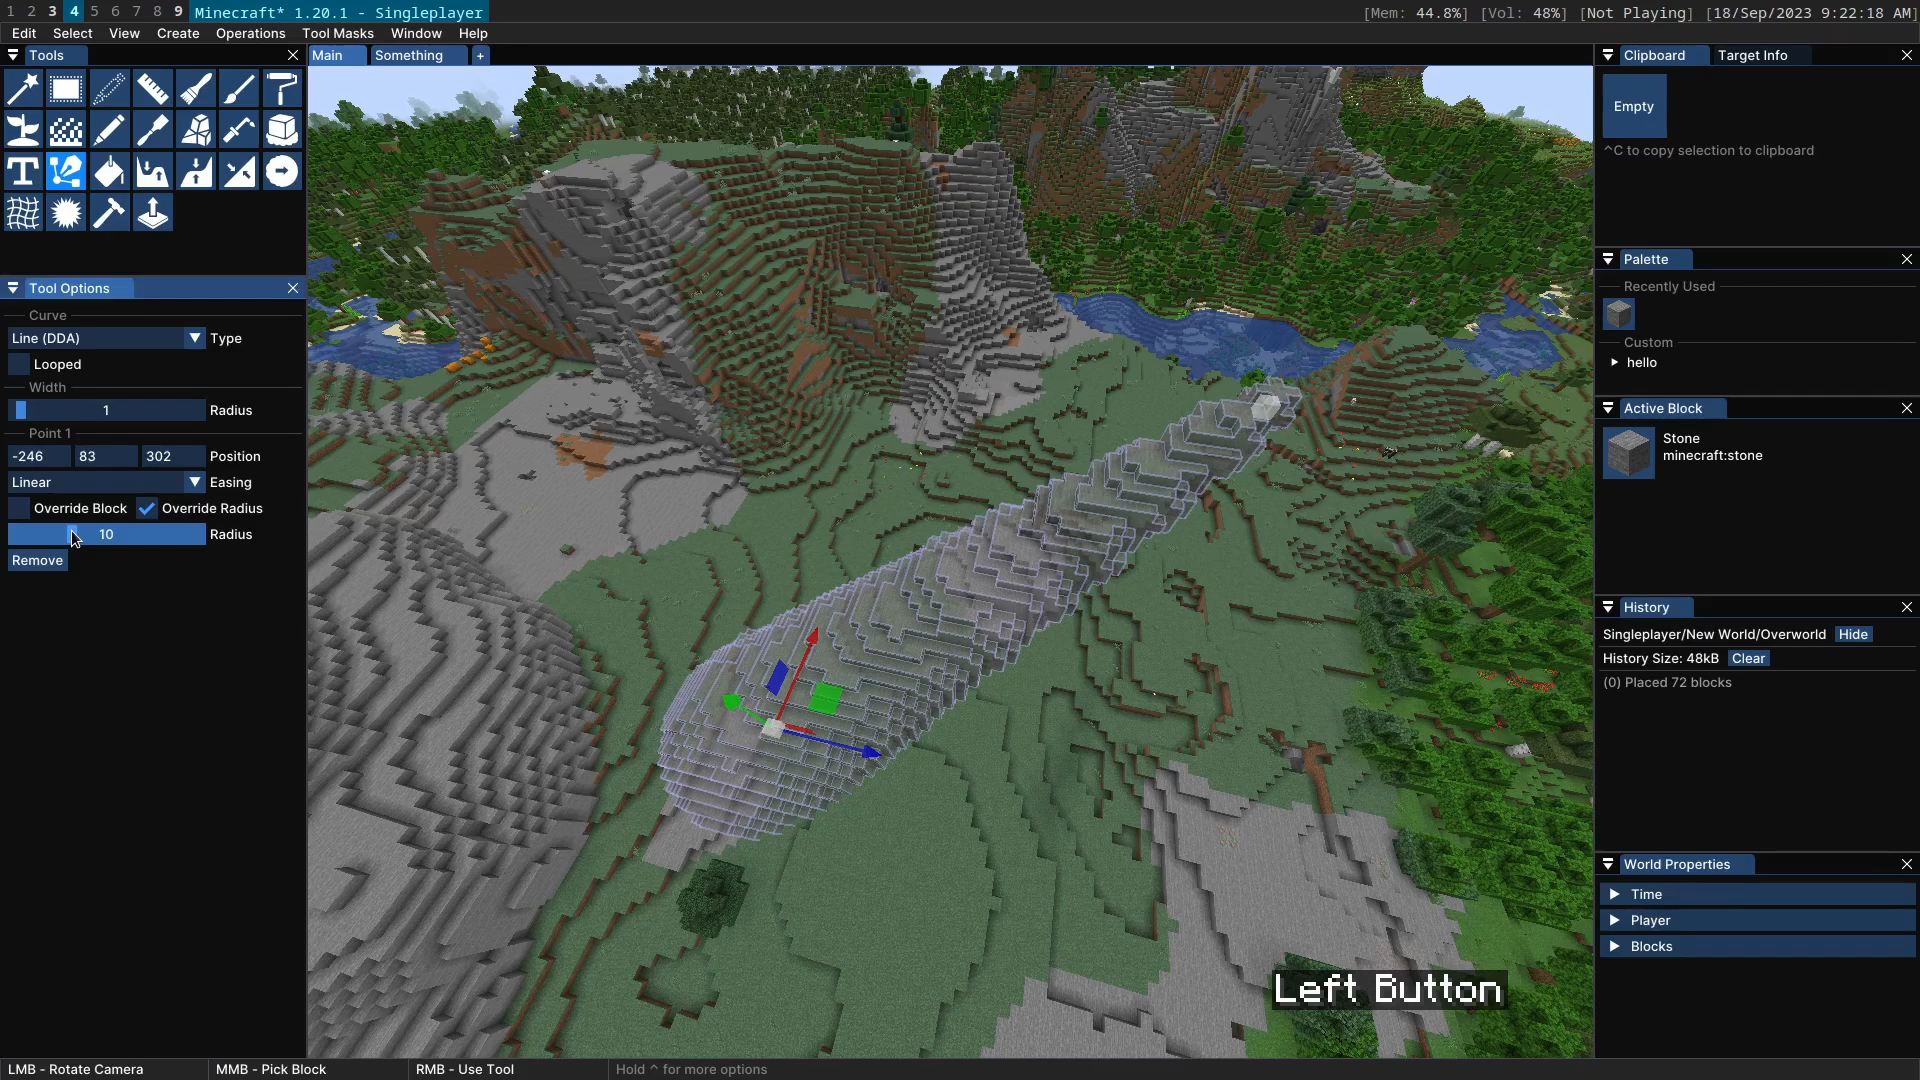 1 2 3 4 5 6 7 8 9 Minecraft* 1.20.1 - Singleplayer [Mem: 44.8%] [Vol: 48%] [Not Playing] [18/Sep/2023 9:22:18 AM]
Edit Select View Create Operations Tool Masks Window Help
Tools
Main Something +
Clipboard Target Info
Empty
^C to copy selection to clipboard
Tool Options
Curve
Line (DDA) Type
Looped
Width
1 Radius
Point 1
-246 83 302 Position
Linear Easing
Override Block Override Radius
10 Radius
Remove
Palette
Recently Used
Custom
hello
Active Block
Stone
minecraft:stone
History
Singleplayer/New World/Overworld Hide
History Size: 48kB Clear
(0) Placed 72 blocks
World Properties
Time
Player
Blocks
Left Button
LMB - Rotate Camera MMB - Pick Block RMB - Use Tool Hold ^ for more options